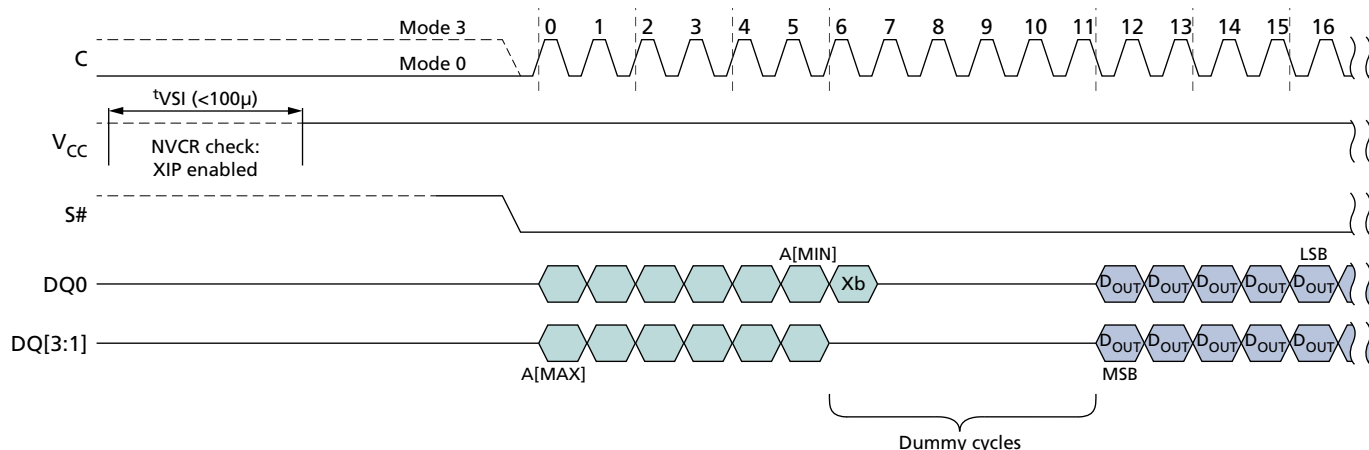 Mode 3
0 1 2 3 4 5 6 7 8 9 10 11 12 13 14 15 16
C
Mode 0
tVSI (<100µ)
VCC
NVCR check:
XIP enabled
S#
A[MIN]
LSB
DQ0
Xb
DOUT DOUT DOUT DOUT DOUT
DQ[3:1]
DOUT DOUT DOUT DOUT DOUT
A[MAX]
MSB
Dummy cycles